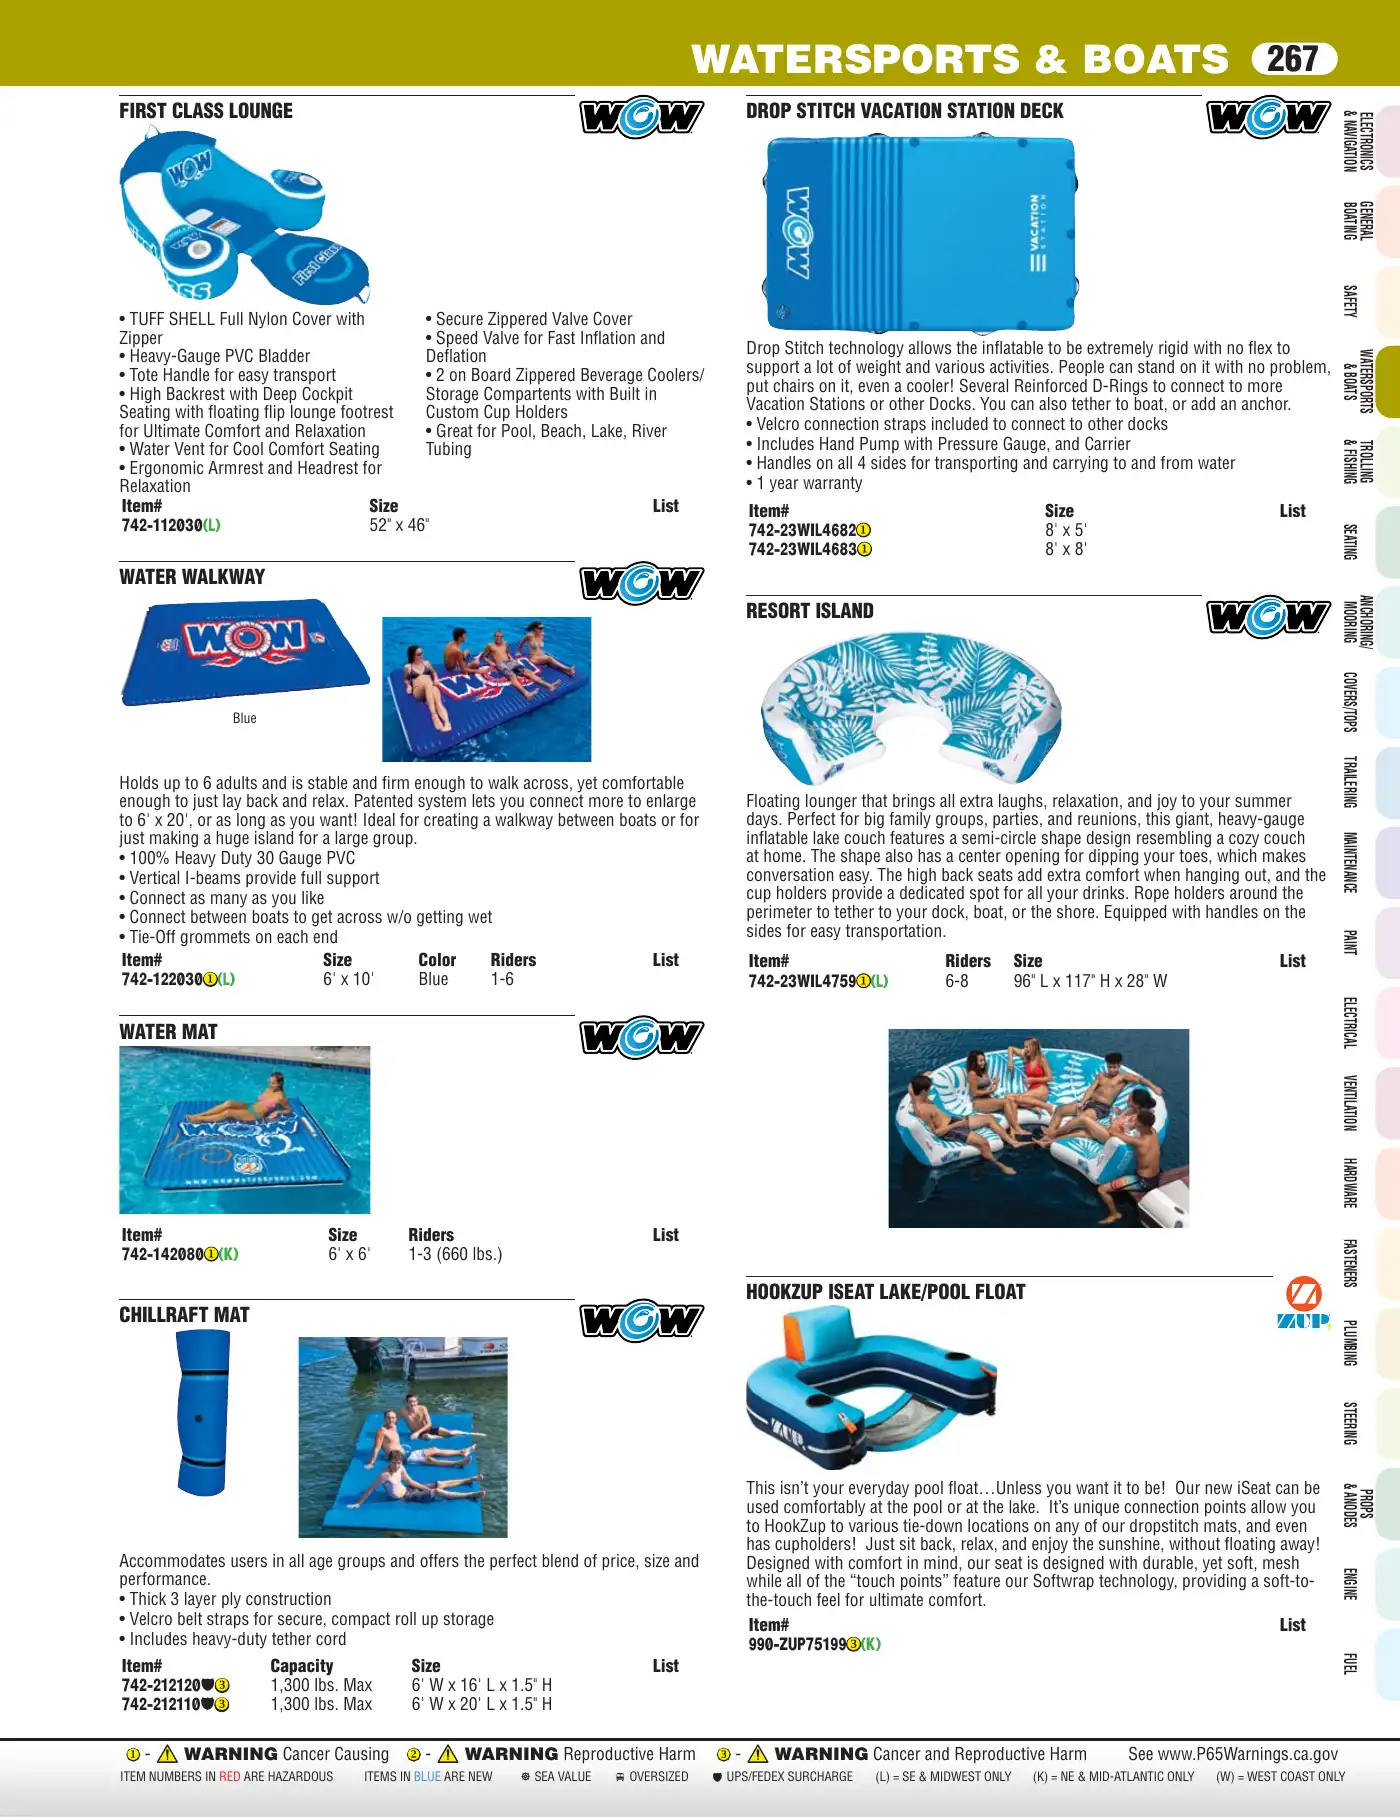 WATERSPORTS & BOATS 267
FIRST CLASS LOUNGE
WOW
• TUFF SHELL Full Nylon Cover with
Zipper
• Heavy-Gauge PVC Bladder
• Tote Handle for easy transport
• High Backrest with Deep Cockpit
Seating with floating flip lounge footrest
for Ultimate Comfort and Relaxation
• Water Vent for Cool Comfort Seating
• Ergonomic Armrest and Headrest for
Relaxation
• Secure Zippered Valve Cover
• Speed Valve for Fast Inflation and
Deflation
• 2 on Board Zippered Beverage Coolers/
Storage Compartents with Built in
Custom Cup Holders
• Great for Pool, Beach, Lake, River
Tubing
Item# Size List
742-112030(L) 52" x 46"
WATER WALKWAY
WOW
Blue
Holds up to 6 adults and is stable and firm enough to walk across, yet comfortable
enough to just lay back and relax. Patented system lets you connect more to enlarge
to 6' x 20', or as long as you want! Ideal for creating a walkway between boats or for
just making a huge island for a large group.
• 100% Heavy Duty 30 Gauge PVC
• Vertical I-beams provide full support
• Connect as many as you like
• Connect between boats to get across w/o getting wet
• Tie-Off grommets on each end
Item# Size Color Riders List
742-122030 1 (L) 6' x 10' Blue 1-6
WATER MAT
WOW
Item# Size Riders List
742-142080 1 (K) 6' x 6' 1-3 (660 lbs.)
CHILLRAFT MAT
WOW
Accommodates users in all age groups and offers the perfect blend of price, size and
performance.
• Thick 3 layer ply construction
• Velcro belt straps for secure, compact roll up storage
• Includes heavy-duty tether cord
Item# Capacity Size List
742-212120 3 1,300 lbs. Max 6' W x 16' L x 1.5" H
742-212110 3 1,300 lbs. Max 6' W x 20' L x 1.5" H
DROP STITCH VACATION STATION DECK
WOW
WOW
VACATION
STATION
Drop Stitch technology allows the inflatable to be extremely rigid with no flex to
support a lot of weight and various activities. People can stand on it with no problem,
put chairs on it, even a cooler! Several Reinforced D-Rings to connect to more
Vacation Stations or other Docks. You can also tether to boat, or add an anchor.
• Velcro connection straps included to connect to other docks
• Includes Hand Pump with Pressure Gauge, and Carrier
• Handles on all 4 sides for transporting and carrying to and from water
• 1 year warranty
Item# Size List
742-23WIL4682 1 8' x 5'
742-23WIL4683 1 8' x 8'
RESORT ISLAND
WOW
Floating lounger that brings all extra laughs, relaxation, and joy to your summer
days. Perfect for big family groups, parties, and reunions, this giant, heavy-gauge
inflatable lake couch features a semi-circle shape design resembling a cozy couch
at home. The shape also has a center opening for dipping your toes, which makes
conversation easy. The high back seats add extra comfort when hanging out, and the
cup holders provide a dedicated spot for all your drinks. Rope holders around the
perimeter to tether to your dock, boat, or the shore. Equipped with handles on the
sides for easy transportation.
Item# Riders Size List
742-23WIL4759 1 (L) 6-8 96" L x 117" H x 28" W
HOOKZUP ISEAT LAKE/POOL FLOAT
ZUP
This isn't your everyday pool float…Unless you want it to be! Our new iSeat can be
used comfortably at the pool or at the lake. It's unique connection points allow you
to HookZup to various tie-down locations on any of our dropstitch mats, and even
has cupholders! Just sit back, relax, and enjoy the sunshine, without floating away!
Designed with comfort in mind, our seat is designed with durable, yet soft, mesh
while all of the “touch points” feature our Softwrap technology, providing a soft-to-
the-touch feel for ultimate comfort.
Item# List
990-ZUP75199 3 (K)
ELECTRONICS
& NAVIGATION
GENERAL
BOATING
SAFETY
WATERSPORTS
& BOATS
TROLLING
& FISHING
SEATING
ANCHORING/
MOORING
COVERS/TOPS
TRAILERING
MAINTENANCE
PAINT
ELECTRICAL
VENTILATION
HARDWARE
FASTENERS
PLUMBING
STEERING
PROPS
& ANODES
ENGINE
FUEL
1 - WARNING Cancer Causing 2 - WARNING Reproductive Harm 3 - WARNING Cancer and Reproductive Harm See www.P65Warnings.ca.gov
ITEM NUMBERS IN RED ARE HAZARDOUS ITEMS IN BLUE ARE NEW SEA VALUE OVERSIZED UPS/FEDEX SURCHARGE (L) = SE & MIDWEST ONLY (K) = NE & MID-ATLANTIC ONLY (W) = WEST COAST ONLY